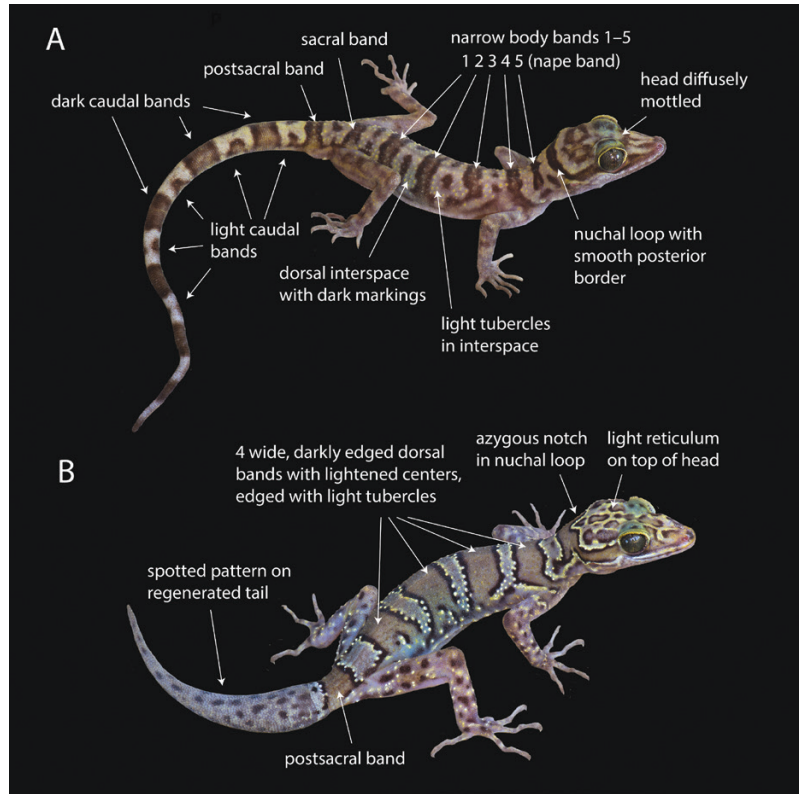 A
sacral band
narrow body bands 1–5
1 2 3 4 5 (nape band)
postsacral band
head diffusely
mottled
dark caudal bands
light caudal
bands
nuchal loop with
smooth posterior
border
dorsal interspace
with dark markings
light tubercles
in interspace
B
4 wide, darkly edged dorsal
bands with lightened centers,
edged with light tubercles
azygous notch
in nuchal loop
light reticulum
on top of head
spotted pattern on
regenerated tail
postsacral band